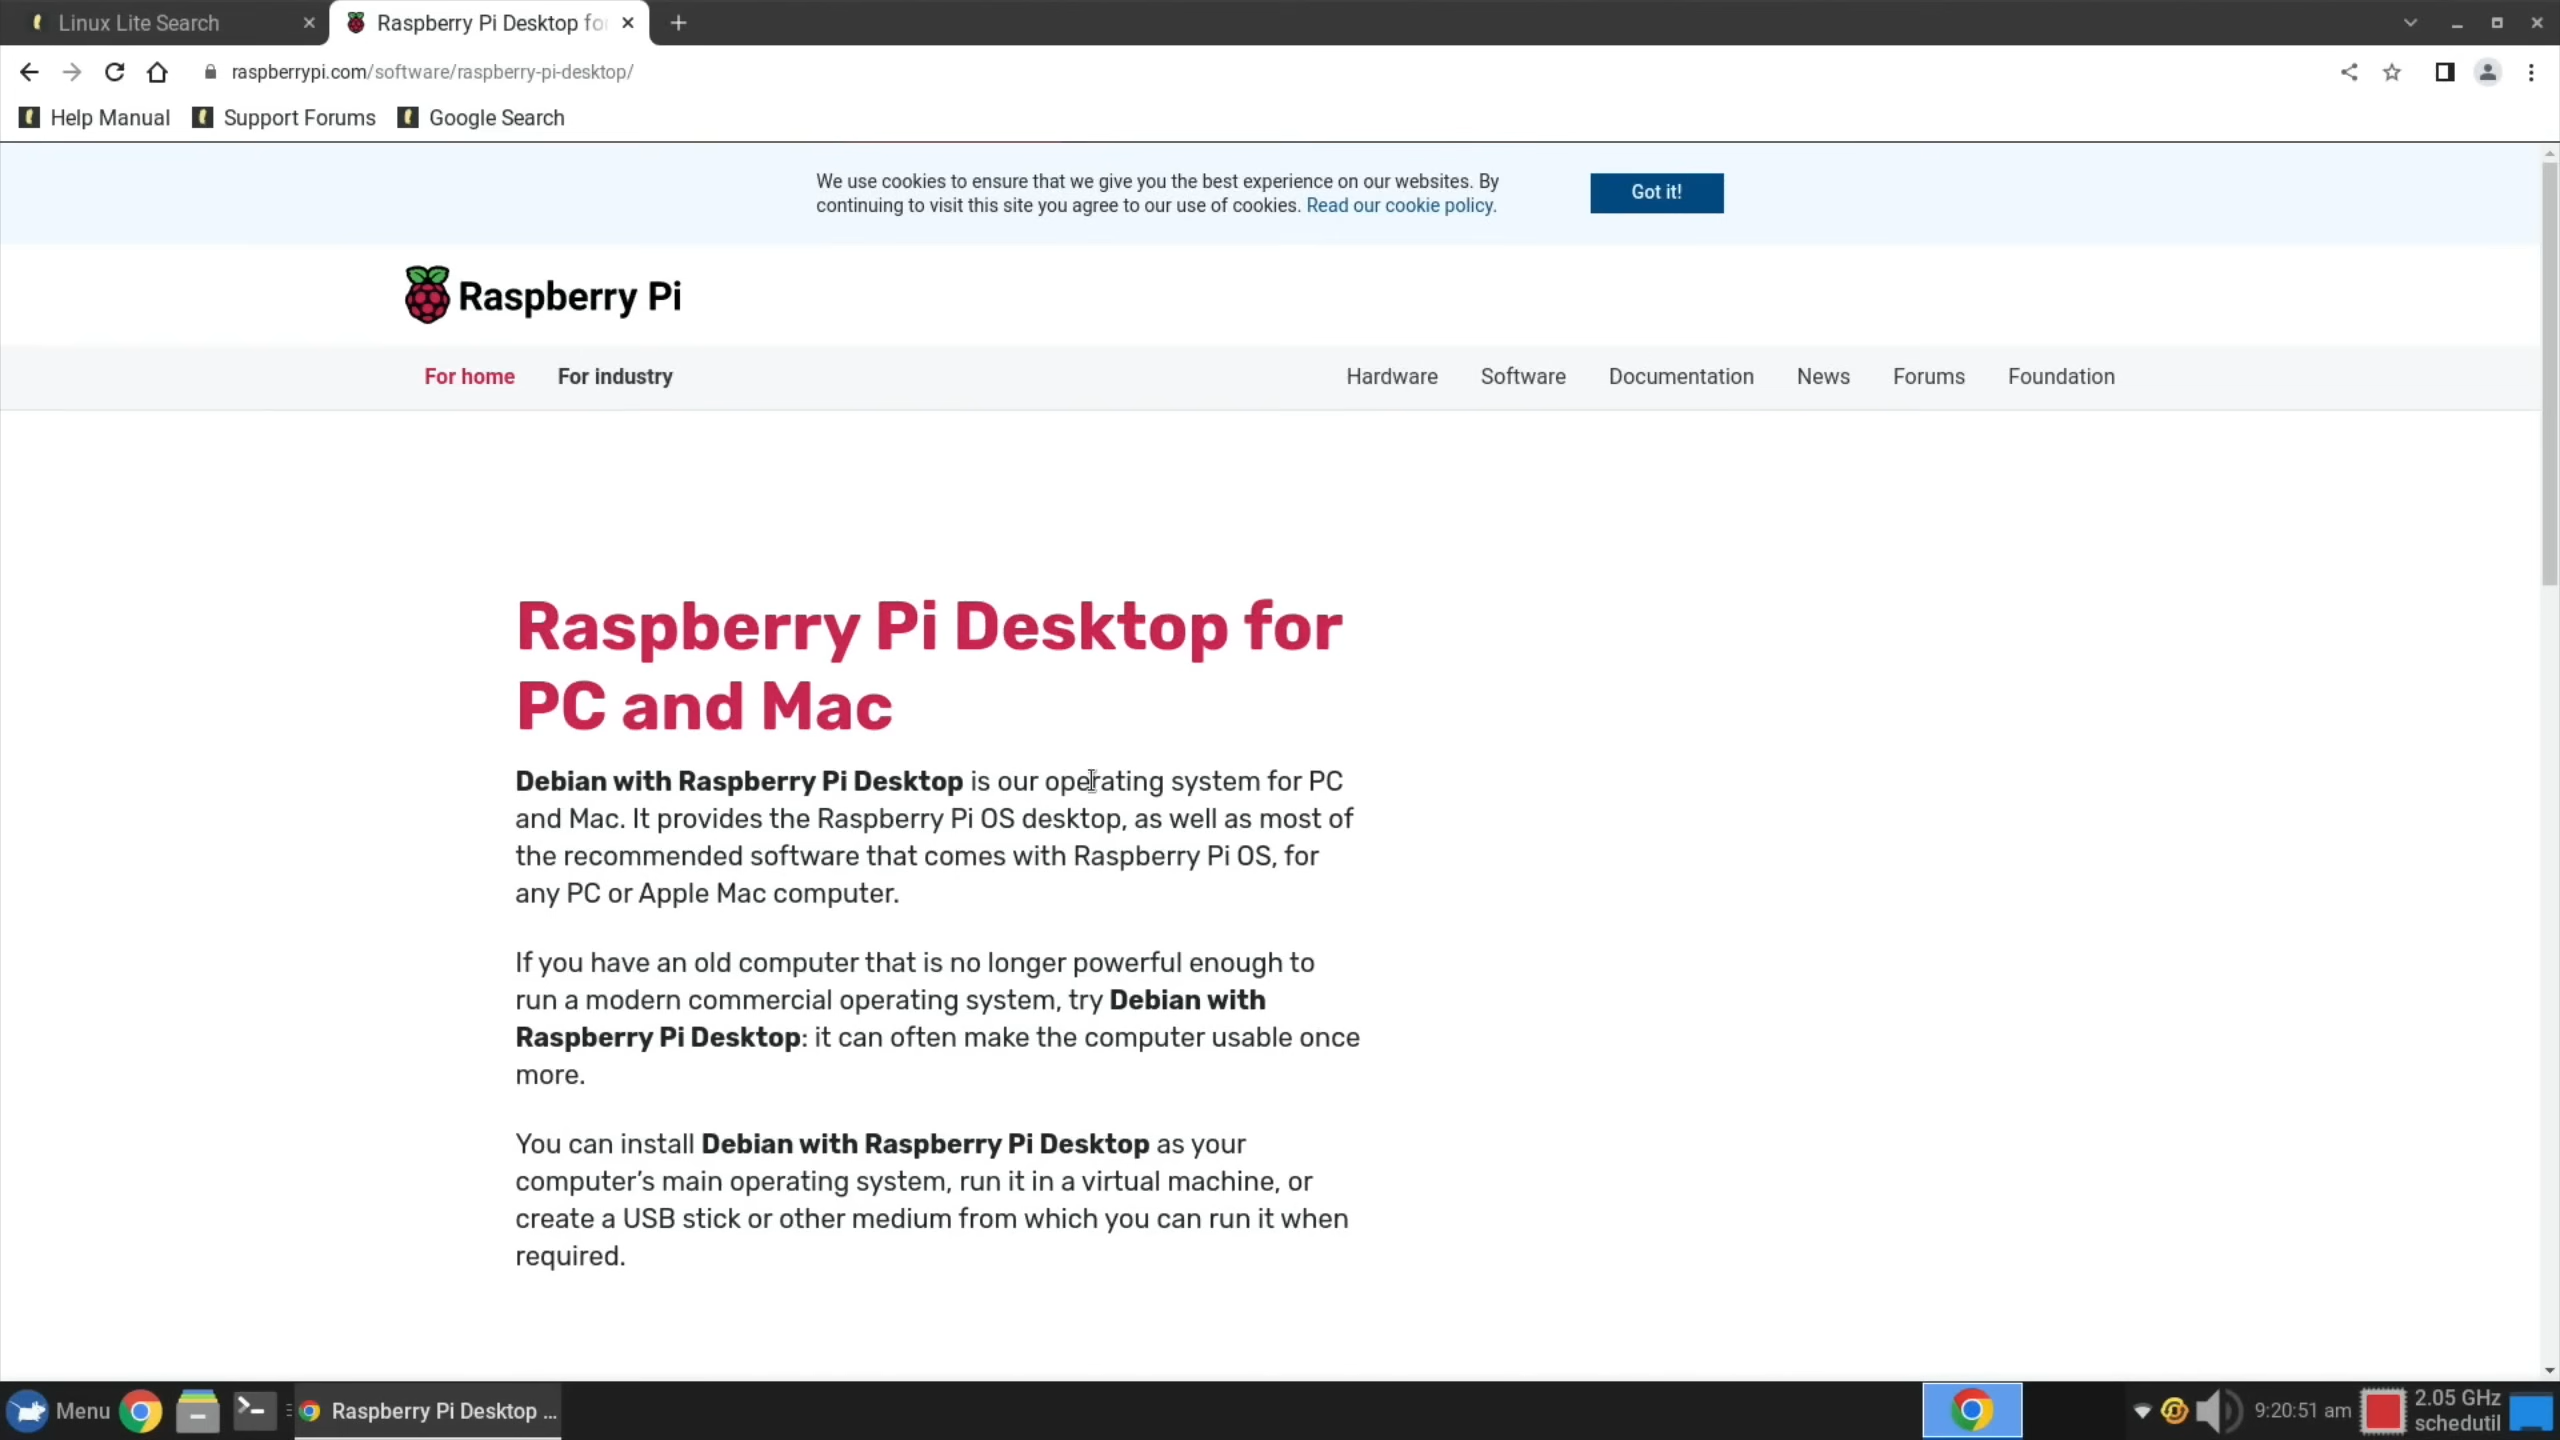 Linux Lite Search
Raspberry Pi Desktop for
raspberrypi.com/software/raspberry-pi-desktop/
Help Manual
Support Forums
Google Search
We use cookies to ensure that we give you the best experience on our websites. By
continuing to visit this site you agree to our use of cookies. Read our cookie policy.
Got it!
Raspberry Pi
For home
For industry
Hardware
Software
Documentation
News
Forums
Foundation
Raspberry Pi Desktop for
PC and Mac
Debian with Raspberry Pi Desktop is our operating system for PC
and Mac. It provides the Raspberry Pi OS desktop, as well as most of
the recommended software that comes with Raspberry Pi OS, for
any PC or Apple Mac computer.
If you have an old computer that is no longer powerful enough to
run a modern commercial operating system, try Debian with
Raspberry Pi Desktop: it can often make the computer usable once
more.
You can install Debian with Raspberry Pi Desktop as your
computer’s main operating system, run it in a virtual machine, or
create a USB stick or other medium from which you can run it when
required.
Menu
Raspberry Pi Desktop ...
9:20:51 am
2.05 GHz
schedutil